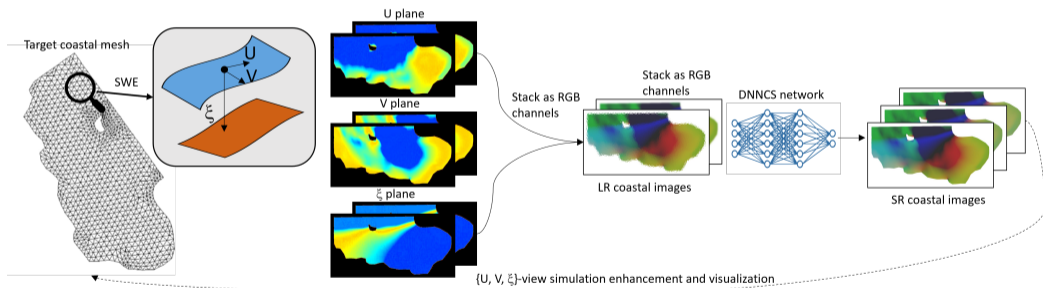 Target coastal mesh
SWE
U
V
ξ
U plane
V plane
ξ plane
Stack as RGB
channels
Stack as RGB
channels
LR coastal images
DNNCS network
SR coastal images
{U, V, ξ}-view simulation enhancement and visualization